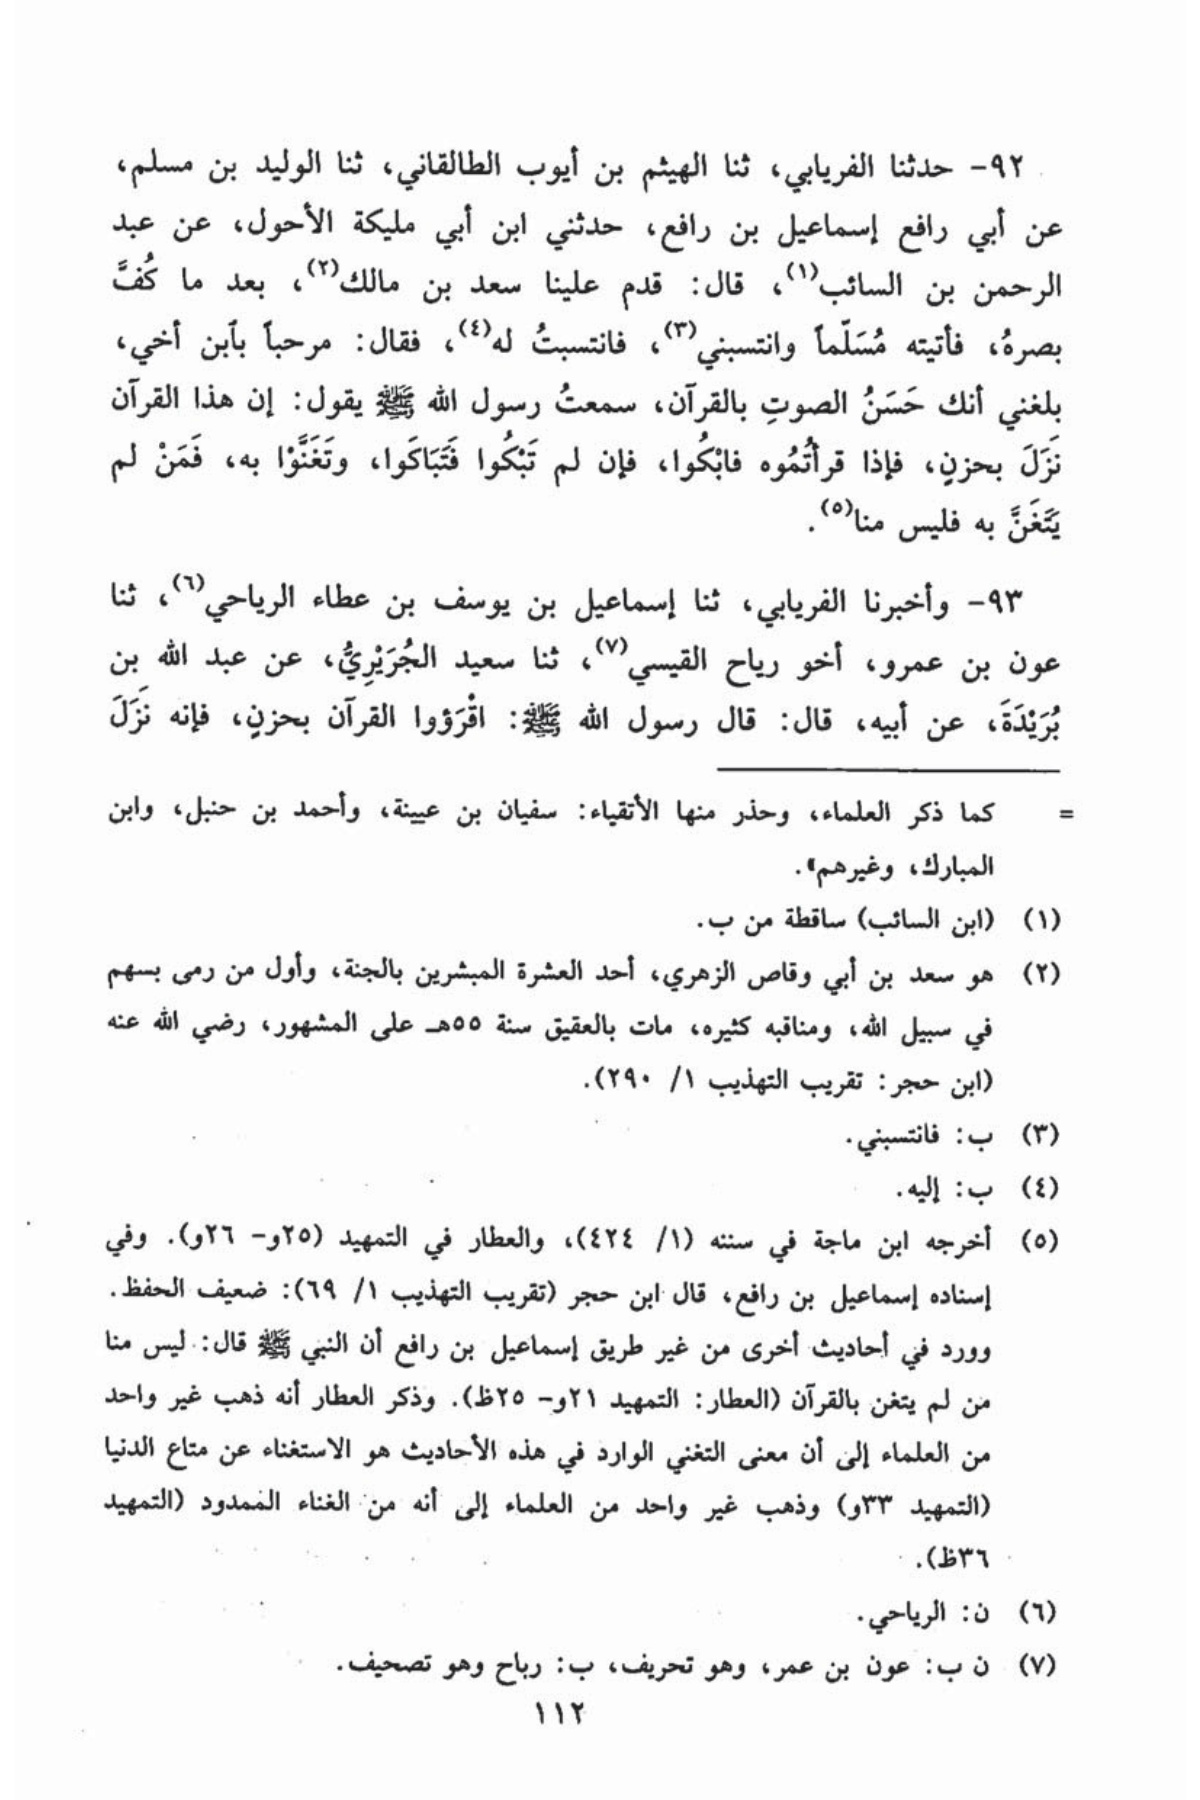 ٩٢- حدثنا الفريابي، ثنا الهيثم بن أيوب الطالقاني، ثنا الوليد بن مسلم،
عن أبي رافع إسماعيل بن رافع، حدثني ابن أبي مليكة الأحول، عن عبد
الرحمن بن السائب(١)، قال: قدم علينا سعد بن مالك(٢)، بعد ما كُفَّ
بصرهُ، فأتيته مُسَلّماً وانتسبني(٣)، فانتسبتُ له(٤)، فقال: مرحباً بٱبن أخي،
بلغني أنك حَسَنُ الصوتِ بالقرآن، سمعتُ رسول الله ﷺ يقول: إن هذا القرآن
نَزَلَ بحزنٍ، فإذا قرأتُمُوه فابْكُوا، فإن لم تَبْكُوا فَتَبَاكَوا، وتَغَنَّوْا به، فَمَنْ لم
يَتَغَنَّ به فليس منا(٥).
٩٣- وأخبرنا الفريابي، ثنا إسماعيل بن يوسف بن عطاء الرياحي(٦)، ثنا
عون بن عمرو، أخو رياح القيسي(٧)، ثنا سعيد الجُرَيْرِيُّ، عن عبد الله بن
بُرَيْدَةَ، عن أبيه، قال: قال رسول الله ﷺ: اقْرَؤوا القرآن بحزنٍ، فإنه نَزَلَ
= كما ذكر العلماء، وحذر منها الأتقياء: سفيان بن عيينة، وأحمد بن حنبل، وابن
المبارك، وغيرهم».
(١) (ابن السائب) ساقطة من ب.
(٢) هو سعد بن أبي وقاص الزهري، أحد العشرة المبشرين بالجنة، وأول من رمى بسهم
في سبيل الله، ومناقبه كثيره، مات بالعقيق سنة ٥٥هـ على المشهور، رضي الله عنه
(ابن حجر: تقريب التهذيب ١/ ٢٩٠).
(٣) ب: فانتسبني.
(٤) ب: إليه.
(٥) أخرجه ابن ماجة في سننه (١/ ٤٢٤)، والعطار في التمهيد (٢٥و- ٢٦و). وفي
إسناده إسماعيل بن رافع، قال ابن حجر (تقريب التهذيب ١/ ٦٩): ضعيف الحفظ.
وورد في أحاديث أخرى من غير طريق إسماعيل بن رافع أن النبي ﷺ قال: ليس منا
من لم يتغن بالقرآن (العطار: التمهيد ٢١و- ٢٥ظ). وذكر العطار أنه ذهب غير واحد
من العلماء إلى أن معنى التغني الوارد في هذه الأحاديث هو الاستغناء عن متاع الدنيا
(التمهيد ٣٣و) وذهب غير واحد من العلماء إلى أنه من الغناء الممدود (التمهيد
٣٦ظ).
(٦) ن: الرياحي.
(٧) ن ب: عون بن عمر، وهو تحريف، ب: رباح وهو تصحيف.
١١٢